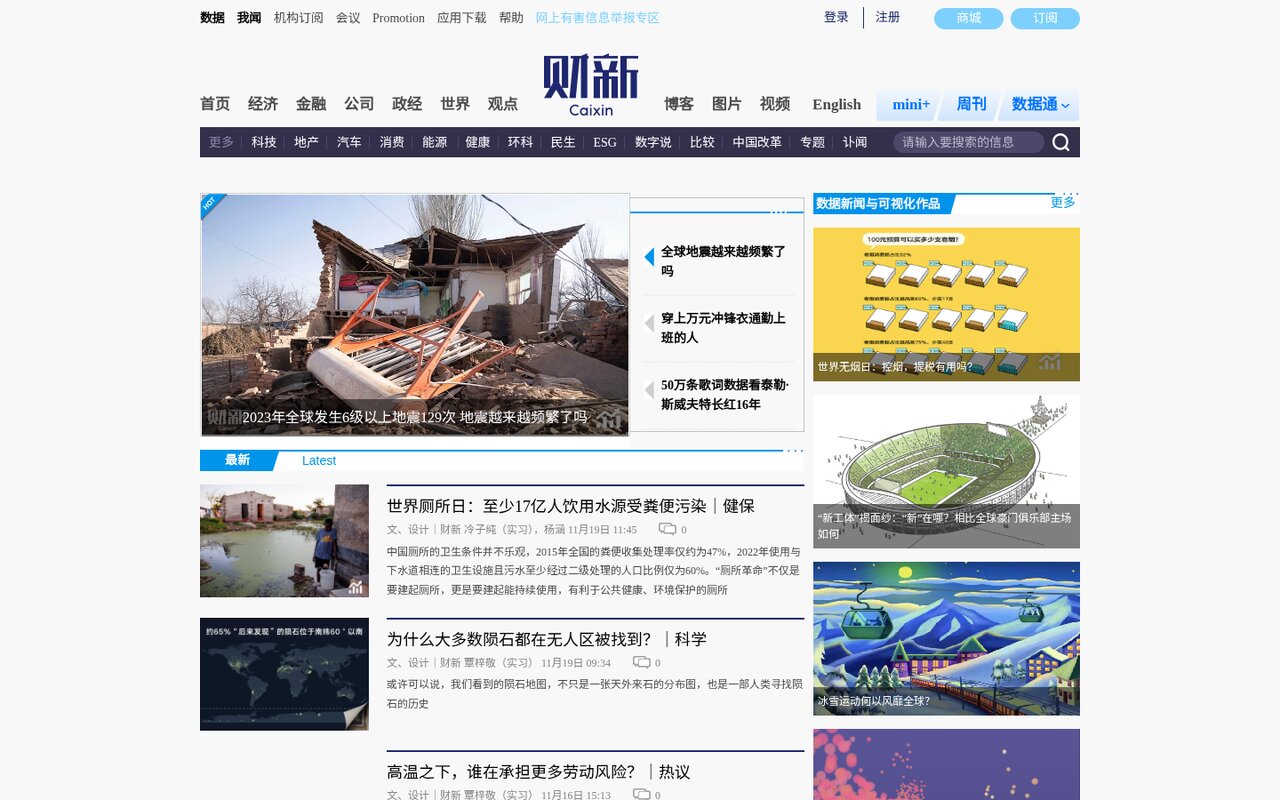 数据 我闻 机构订阅 会议 Promotion 应用下载 帮助 网上有害信息举报专区 登录 注册 商城 订阅
财新
Caixin
首页 经济 金融 公司 政经 世界 观点 博客 图片 视频 English mini+ 周刊 数据通
更多 科技 地产 汽车 消费 能源 健康 环科 民生 ESG 数字说 比较 中国改革 专题 讣闻 请输入要搜索的信息
HOT
财新
2023年全球发生6级以上地震129次 地震越来越频繁了吗
全球地震越来越频繁了
吗
穿上万元冲锋衣通勤上
班的人
50万条歌词数据看泰勒·
斯威夫特长红16年
最新 Latest
世界厕所日：至少17亿人饮用水源受粪便污染｜健保
文、设计｜财新 冷子纯（实习），杨涵 11月19日 11:45 0
中国厕所的卫生条件并不乐观，2015年全国的粪便收集处理率仅约为47%，2022年使用与
下水道相连的卫生设施且污水至少经过二级处理的人口比例仅为60%。“厕所革命”不仅是
要建起厕所，更是要建起能持续使用，有利于公共健康、环境保护的厕所
约65%“后来发现”的陨石位于南纬60°以南
为什么大多数陨石都在无人区被找到？｜科学
文、设计｜财新 覃梓敬（实习） 11月19日 09:34 0
或许可以说，我们看到的陨石地图，不只是一张天外来石的分布图，也是一部人类寻找陨
石的历史
高温之下，谁在承担更多劳动风险？｜热议
文、设计｜财新 覃梓敬（实习） 11月16日 15:13 0
数据新闻与可视化作品 更多
100元预算可以买多少支卷烟?
世界无烟日：控烟，提税有用吗?
“新工体”揭面纱：“新”在哪？相比全球豪门俱乐部主场
如何
冰雪运动何以风靡全球?